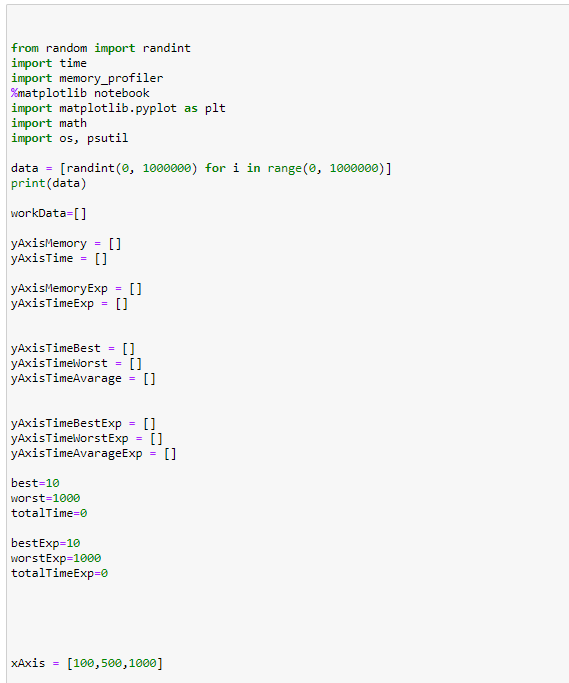 from random import randint
import time
import memory_profiler
%matplotlib notebook
import matplotlib.pyplot as plt
import math
import os, psutil
data = [randint(0, 1000000) for i in range(0, 1000000)]
print(data)
workData=[]
yAxisMemory = []
yAxisTime = []
yAxisMemoryExp = []
yAxisTimeExp = []
yAxisTimeBest = []
yAxisTimeWorst = []
yAxisTimeAvarage = []
yAxisTimeBestExp = []
yAxisTimeWorstExp = []
yAxisTimeAvarageExp = []
best=10
worst=1000
totalTime=0
bestExp=10
worstExp=1000
totalTimeExp=0
xAxis = [100,500,1000]